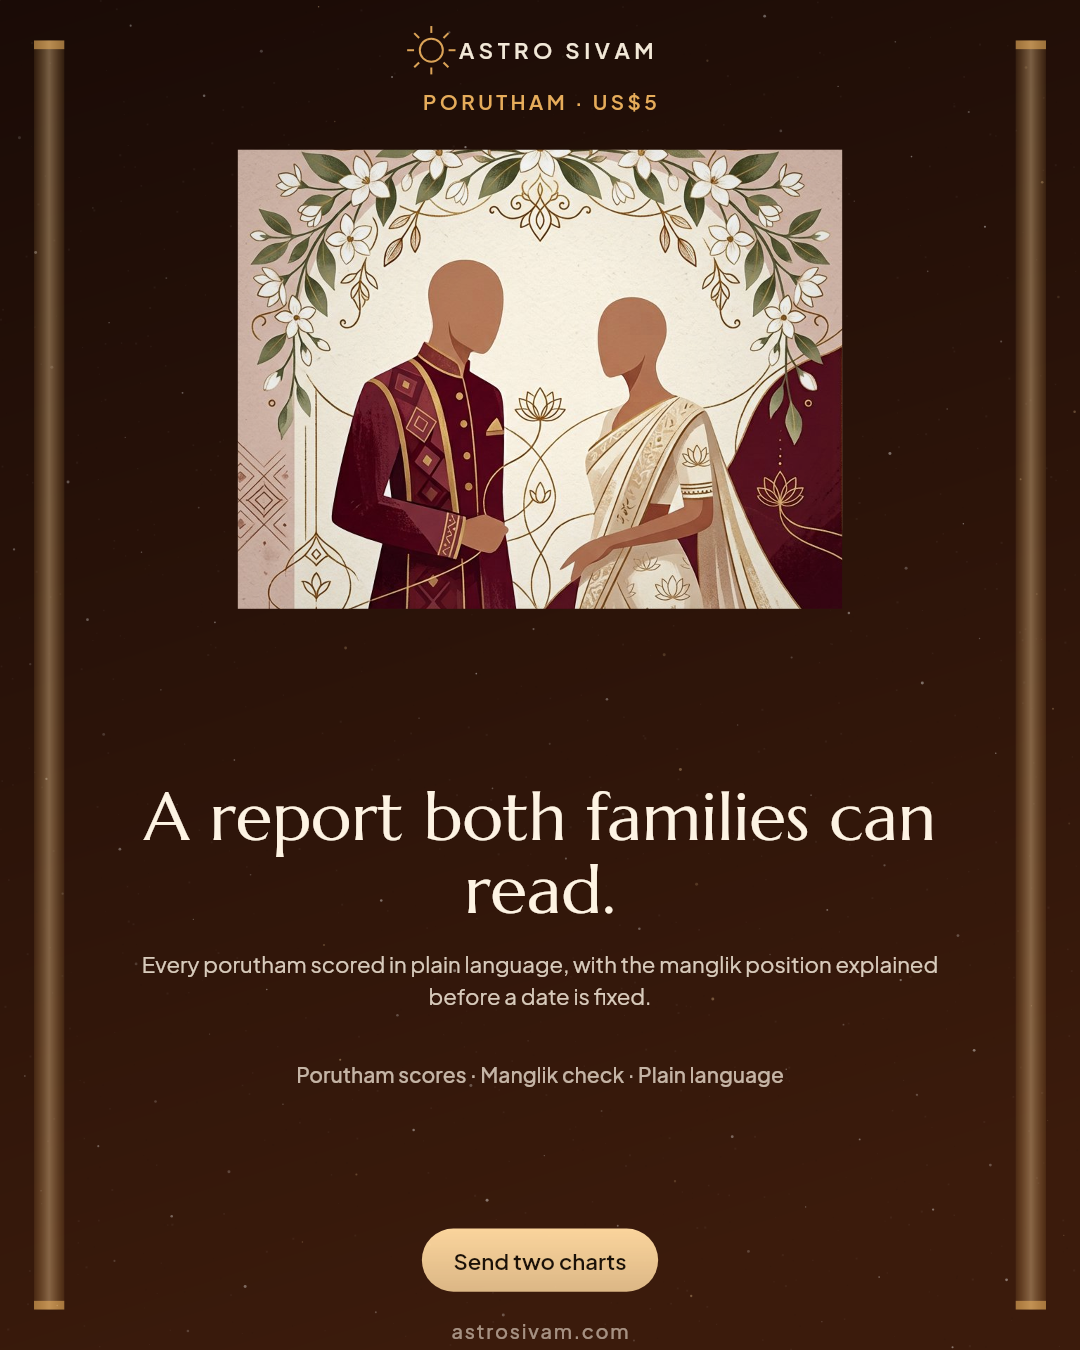 ASTRO SIVAM
PORUTHAM · US$5
A report both families can
read.
Every porutham scored in plain language, with the manglik position explained
before a date is fixed.
Porutham scores · Manglik check · Plain language
Send two charts
astrosivam.com